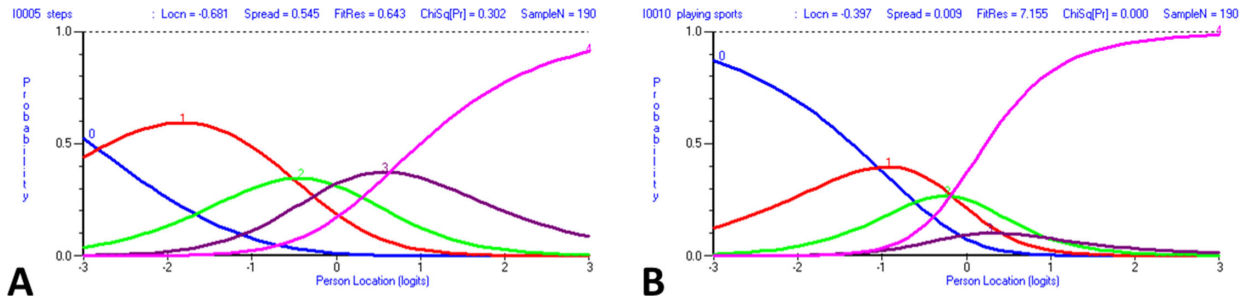 I0005 steps : Locn = -0.681 Spread = 0.545 FitRes = 0.643 ChiSq[Pr] = 0.302 SampleN = 190
1.0
0.5
0.0
Probability
0
1
2
3
4
-3 -2 -1 0 1 2 3
Person Location (logits)
A
I0010 playing sports : Locn = -0.397 Spread = 0.009 FitRes = 7.155 ChiSq[Pr] = 0.000 SampleN = 190
1.0
0.5
0.0
Probability
0
1
2
4
-3 -2 -1 0 1 2 3
Person Location (logits)
B